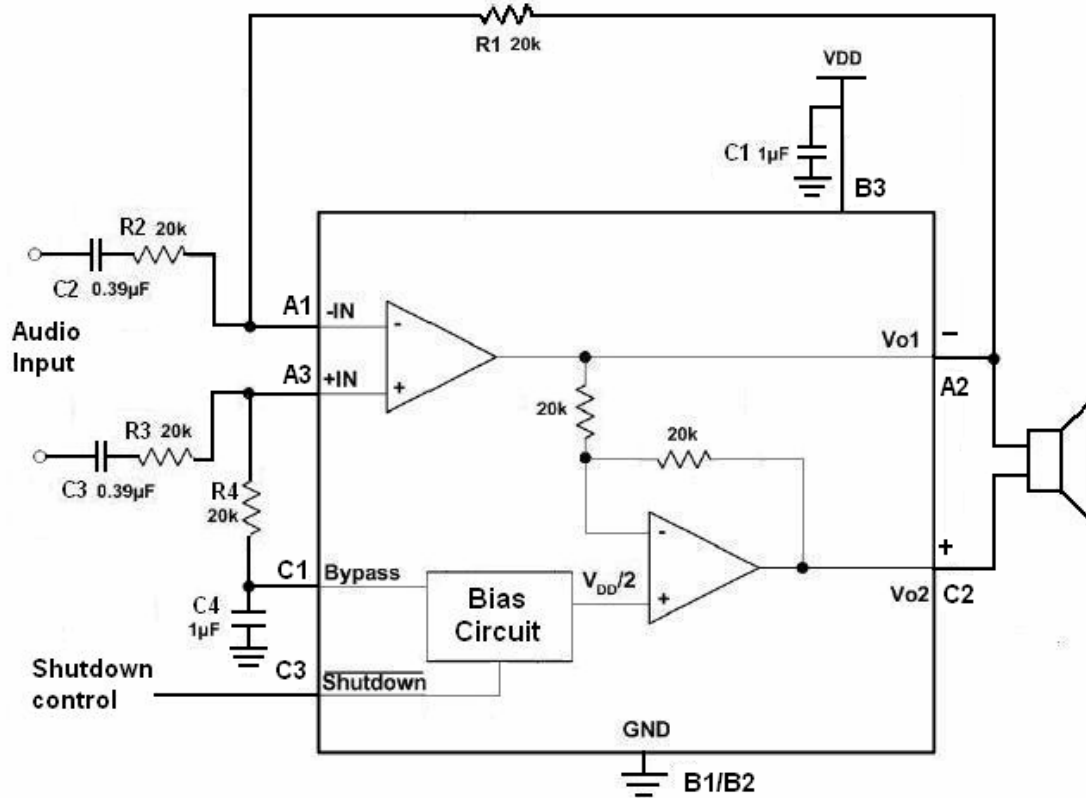 R1 20k
VDD
C1 1µF
B3
R2 20k
C2 0.39µF
Audio
Input
A1
-IN
-
Vo1
−
A2
A3
+IN
+
R3 20k
C3 0.39µF
20k
20k
R4
20k
-
+
C1
Bypass
VDD/2
+
Vo2
C2
C4
1µF
Bias
Circuit
Shutdown
control
C3
Shutdown
GND
B1/B2